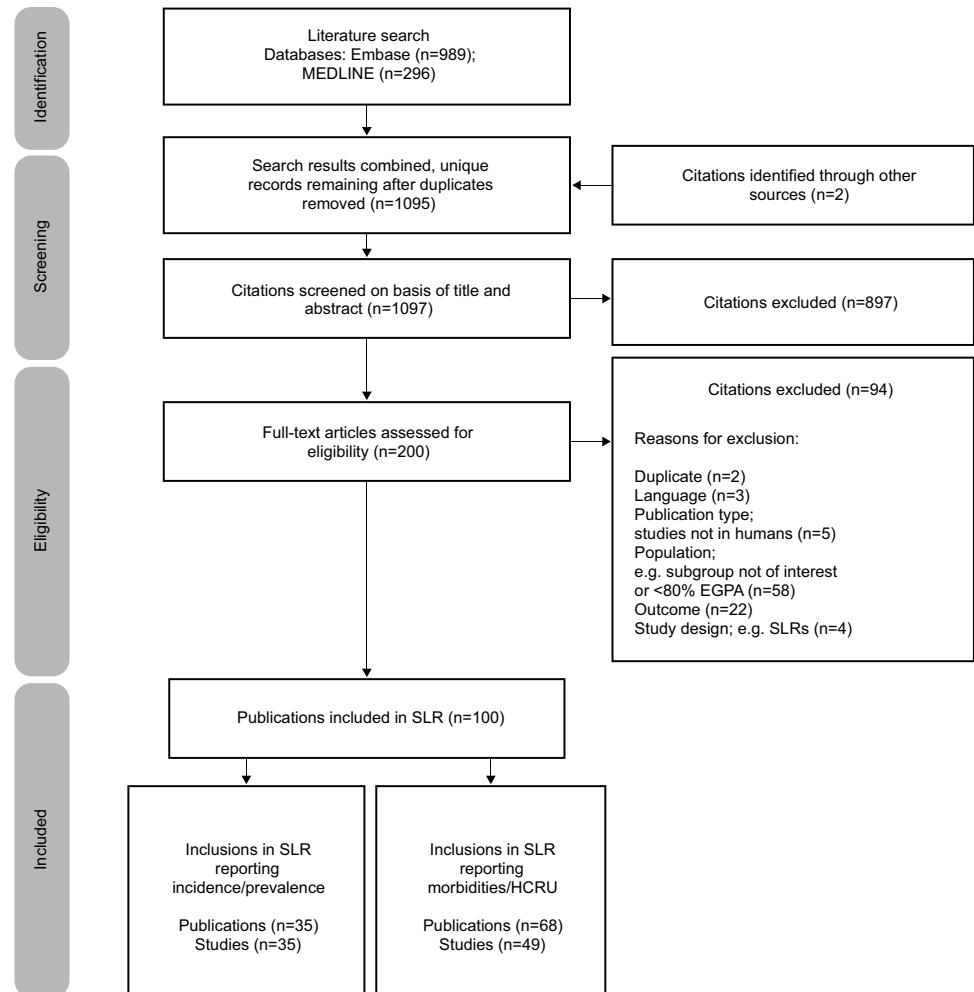 Identification
Literature search
Databases: Embase (n=989);
MEDLINE (n=296)
Screening
Search results combined, unique
records remaining after duplicates
removed (n=1095)
Citations identified through other
sources (n=2)
Citations screened on basis of title and
abstract (n=1097)
Citations excluded (n=897)
Eligibility
Full-text articles assessed for
eligibility (n=200)
Citations excluded (n=94)
Reasons for exclusion:
Duplicate (n=2)
Language (n=3)
Publication type;
studies not in humans (n=5)
Population;
e.g. subgroup not of interest
or <80% EGPA (n=58)
Outcome (n=22)
Study design; e.g. SLRs (n=4)
Included
Publications included in SLR (n=100)
Inclusions in SLR
reporting
incidence/prevalence
Publications (n=35)
Studies (n=35)
Inclusions in SLR
reporting
morbidities/HCRU
Publications (n=68)
Studies (n=49)